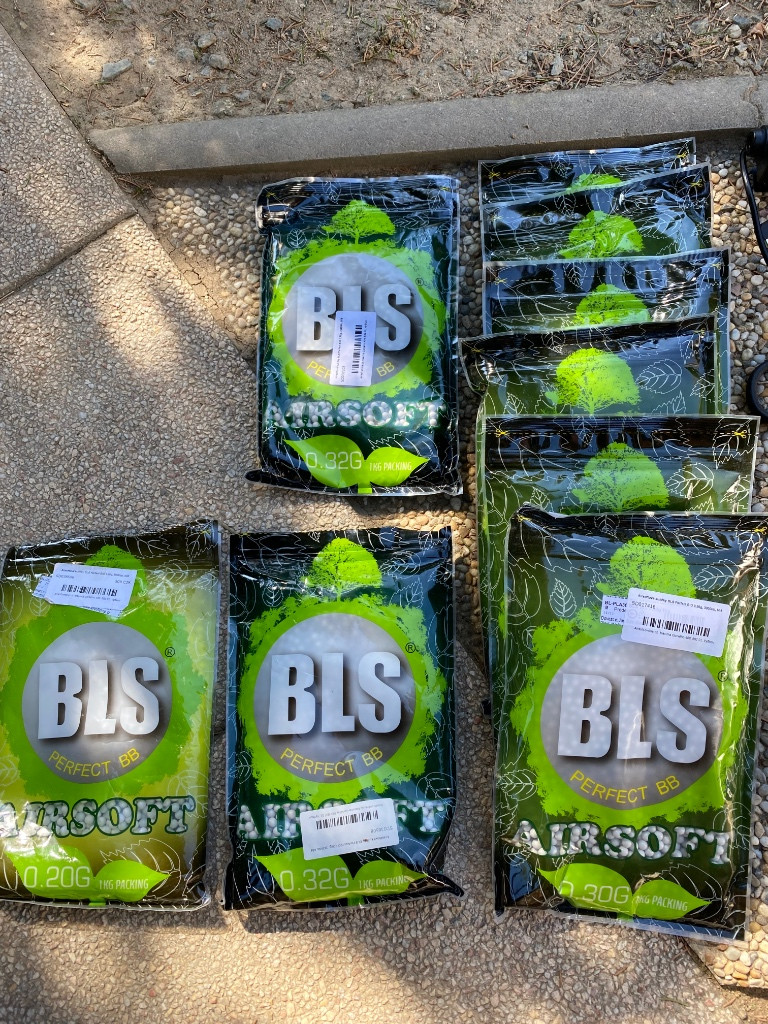 BLS
®
PERFECT BB
AIRSOFT
0.32G
1KG PACKING
BLS
®
PERFECT BB
AIRSOFT
0.20G
1KG PACKING
BLS
®
PERFECT BB
AIRSOFT
0.32G
1KG PACKING
BLS
®
PERFECT BB
AIRSOFT
0.30G
1KG PACKING